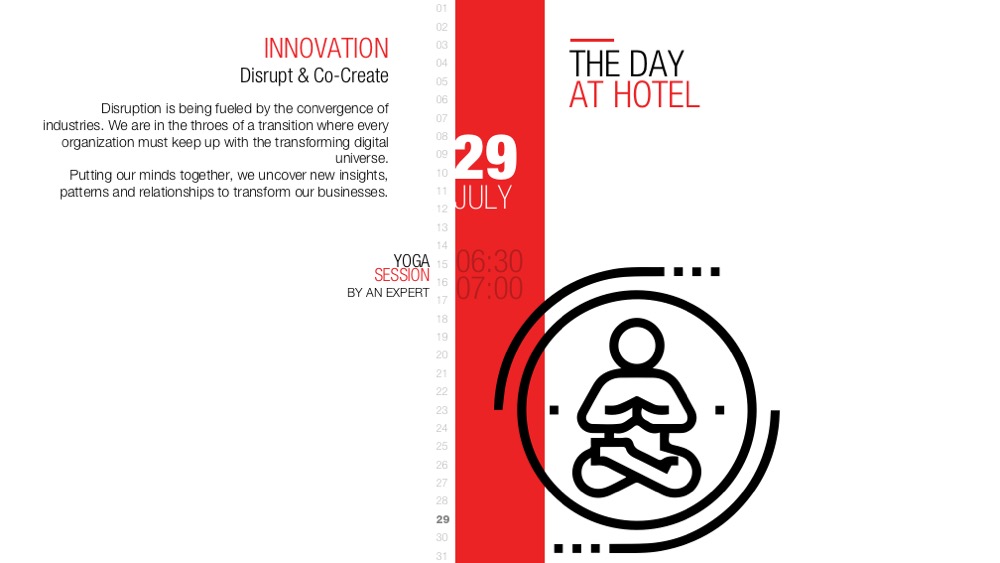 INNOVATION
Disrupt & Co-Create
Disruption is being fueled by the convergence of
industries. We are in the throes of a transition where every
organization must keep up with the transforming digital
universe.
Putting our minds together, we uncover new insights,
patterns and relationships to transform our businesses.
YOGA
SESSION
BY AN EXPERT
01
02
03
04
05
06
07
08
09
10
11
12
13
14
15
16
17
18
19
20
21
22
23
24
25
26
27
28
29
30
31
29
JULY
06:30
07:00
THE DAY
AT HOTEL